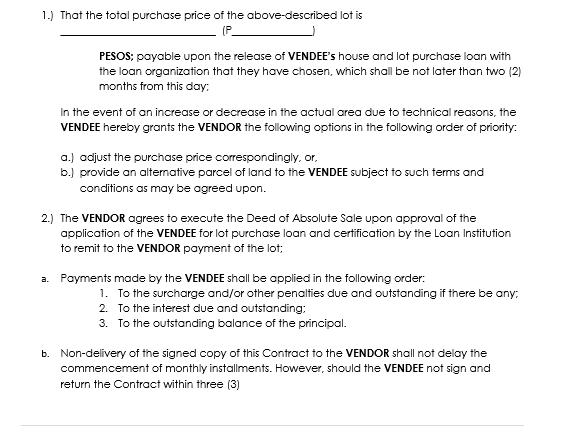 1.) That the total purchase price of the above-described lot is
__________________________ (P______________)
PESOS; payable upon the release of VENDEE's house and lot purchase loan with
the loan organization that they have chosen, which shall be not later than two (2)
months from this day;
In the event of an increase or decrease in the actual area due to technical reasons, the
VENDEE hereby grants the VENDOR the following options in the following order of priority:
a.) adjust the purchase price correspondingly, or,
b.) provide an alternative parcel of land to the VENDEE subject to such terms and
conditions as may be agreed upon.
2.) The VENDOR agrees to execute the Deed of Absolute Sale upon approval of the
application of the VENDEE for lot purchase loan and certification by the Loan Institution
to remit to the VENDOR payment of the lot;
a. Payments made by the VENDEE shall be applied in the following order:
1. To the surcharge and/or other penalties due and outstanding if there be any;
2. To the interest due and outstanding;
3. To the outstanding balance of the principal.
b. Non-delivery of the signed copy of this Contract to the VENDOR shall not delay the
commencement of monthly installments. However, should the VENDEE not sign and
return the Contract within three (3)